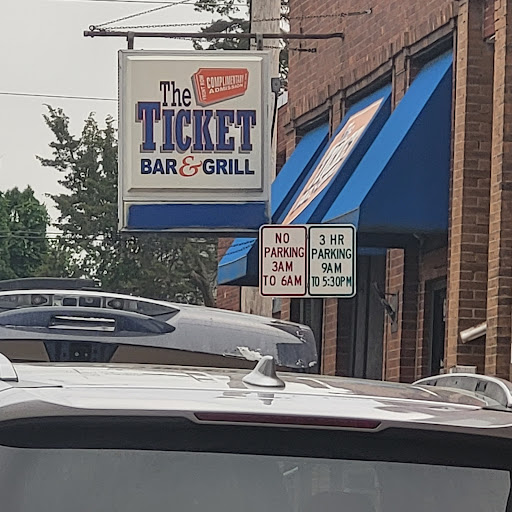 COMPLIMENTARY
ADMISSION
The
TICKET
BAR & GRILL
NO
PARKING
3AM
TO 6AM
3 HR
PARKING
9AM
TO 5:30PM